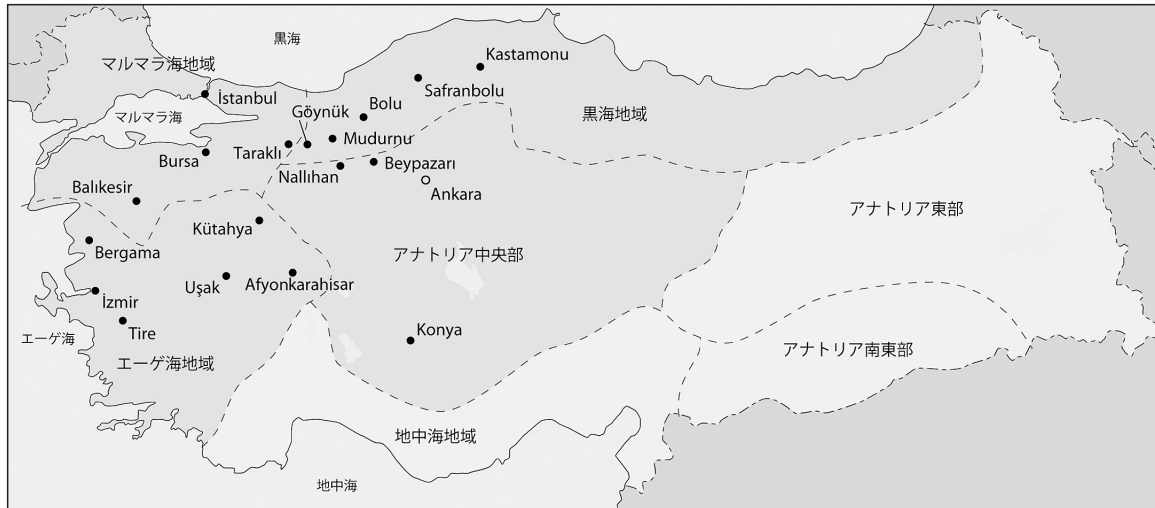 黒海
Kastamonu
マルマラ海地域
Safranbolu
İstanbul
Göynük
Bolu
黒海地域
マルマラ海
Mudurnu
Taraklı
Bursa
Beypazarı
Nallıhan
Ankara
Balıkesir
アナトリア東部
Kütahya
Bergama
アナトリア中央部
Uşak
Afyonkarahisar
İzmir
Tire
Konya
エーゲ海
アナトリア南東部
エーゲ海地域
地中海地域
地中海